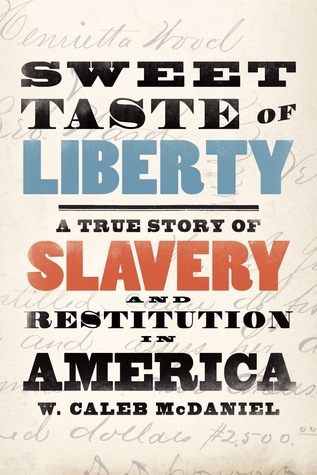 Henrietta Wood
SWEET
TASTE OF
LIBERTY
A TRUE STORY OF
SLAVERY
AND
RESTITUTION
IN
AMERICA
W. CALEB McDANIEL
dollars $2500.